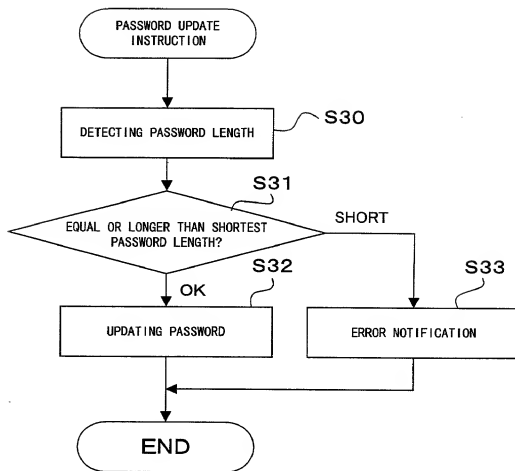 PASSWORD UPDATE
INSTRUCTION
S30
DETECTING PASSWORD LENGTH
S31
EQUAL OR LONGER THAN SHORTEST
PASSWORD LENGTH?
SHORT
OK
S32
UPDATING PASSWORD
S33
ERROR NOTIFICATION
END